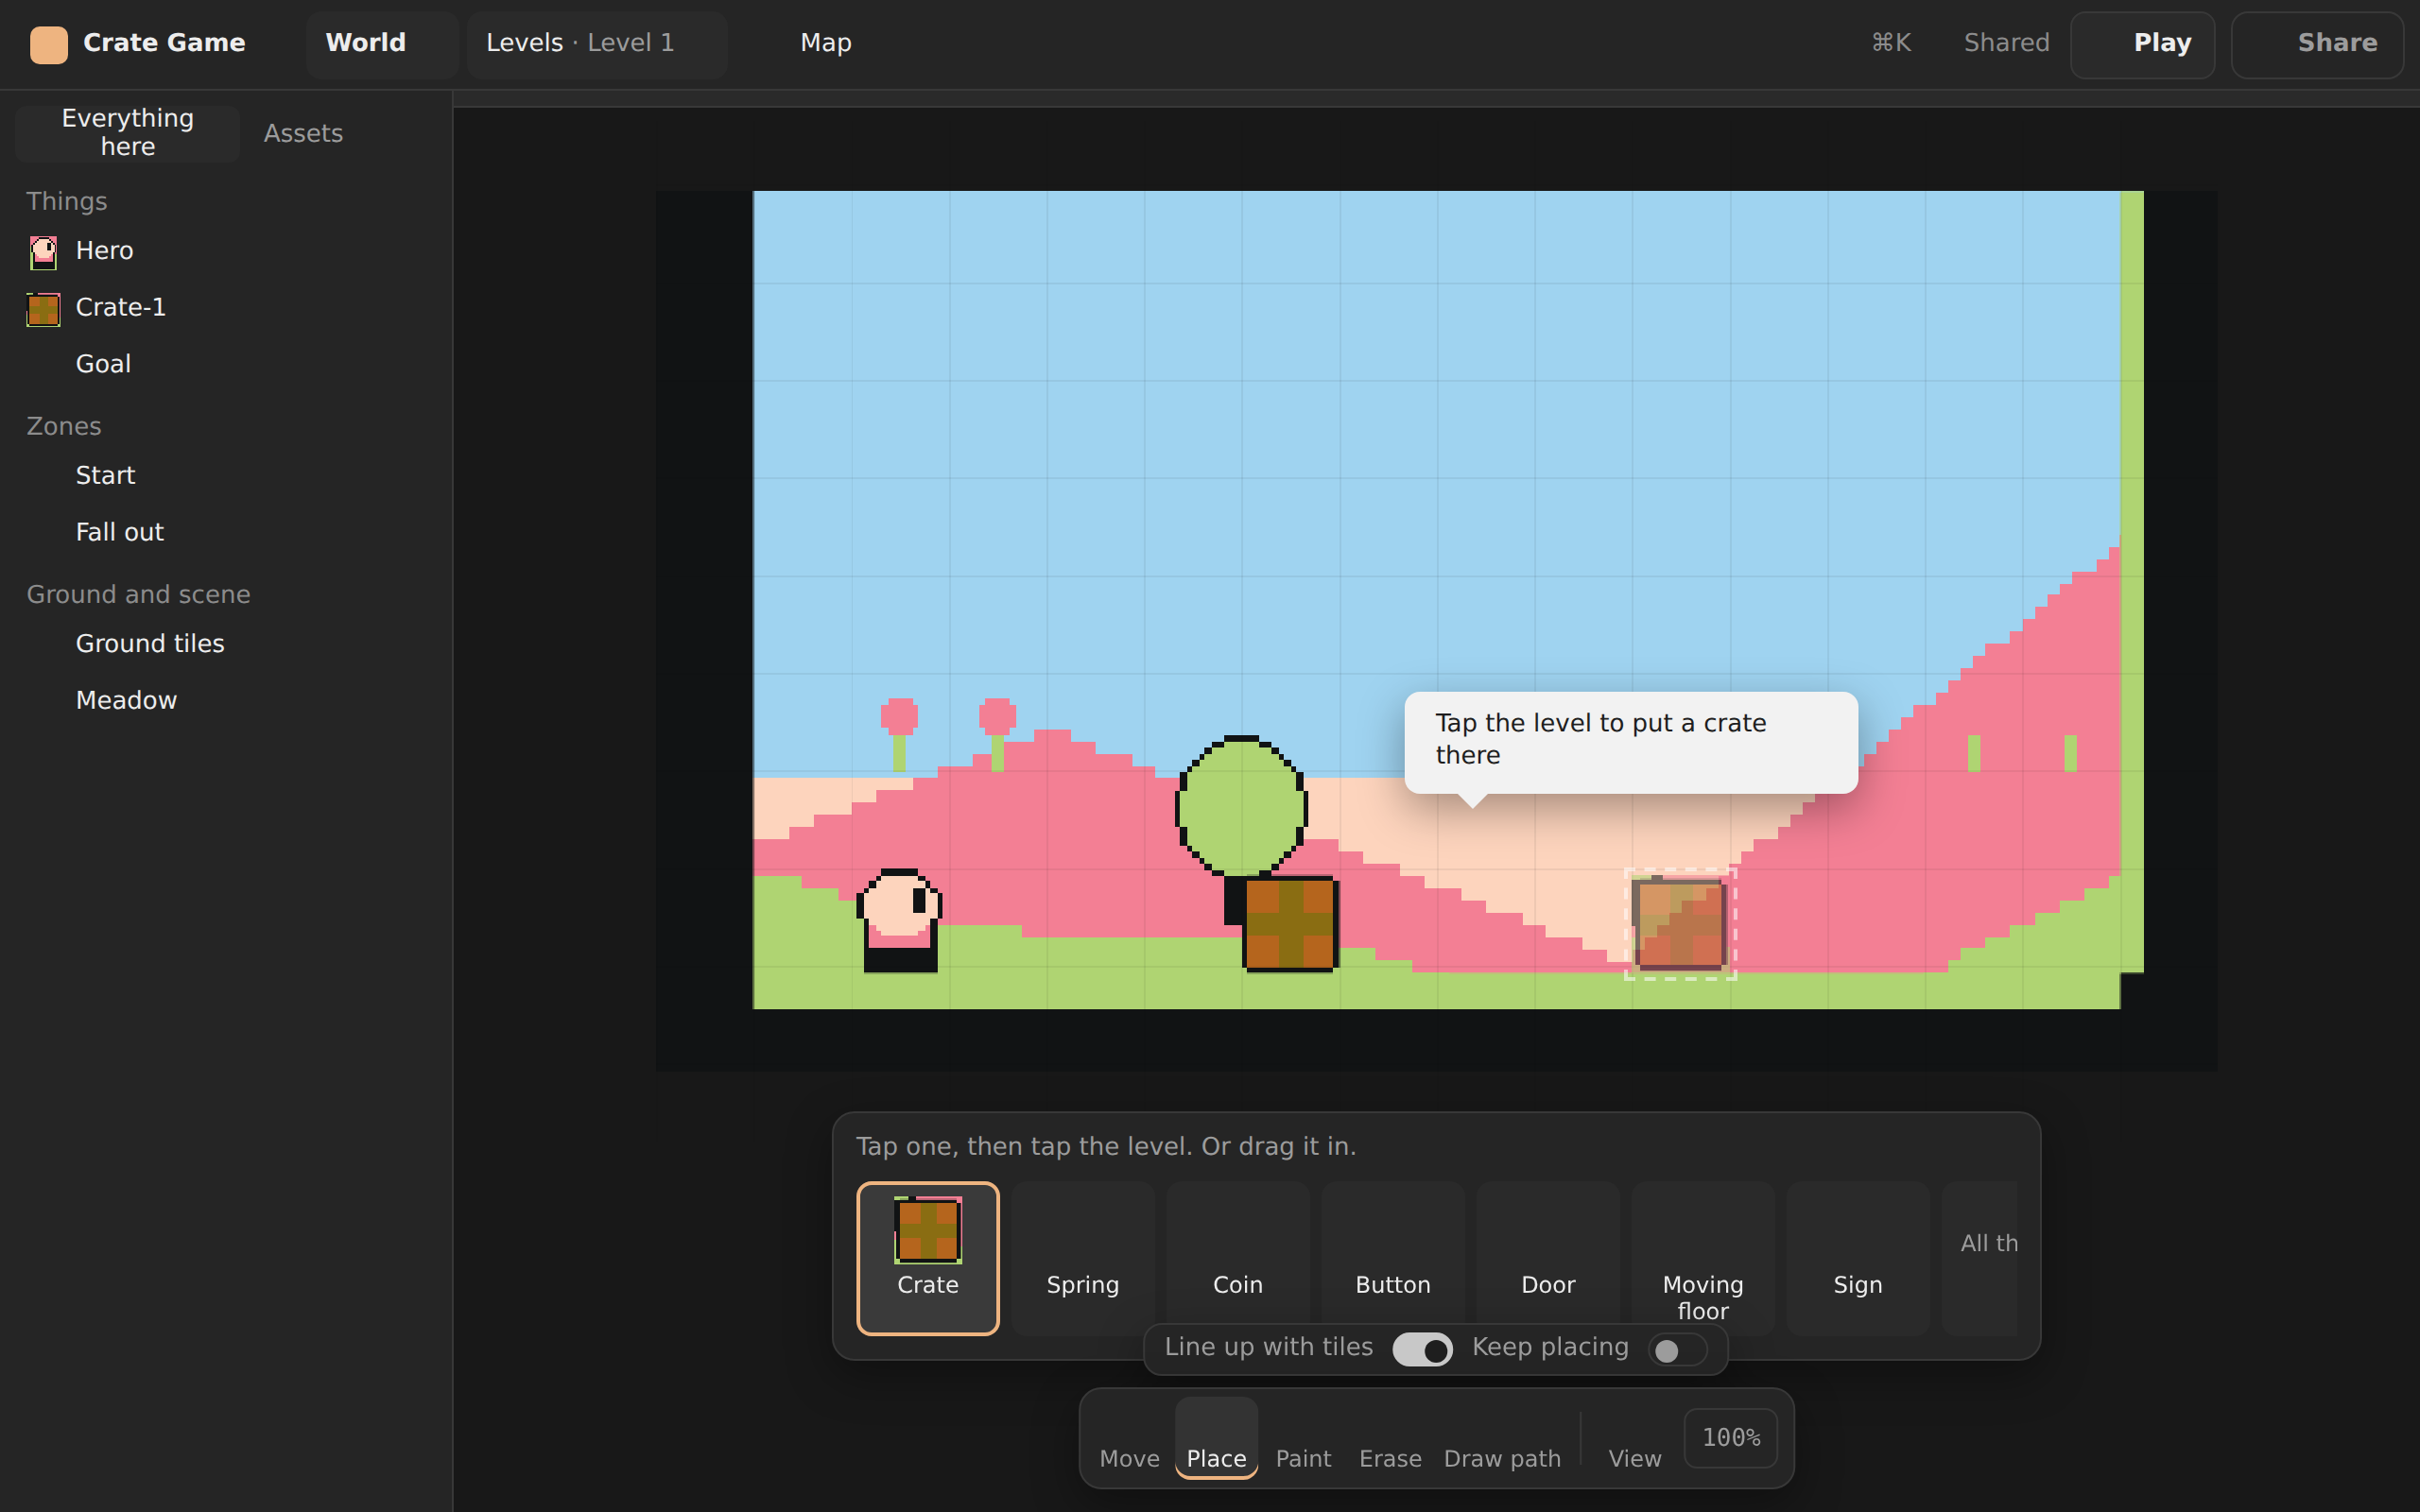 Crate Game
World
Levels · Level 1
Map
⌘K
Shared
Play
Share
Everything
here
Assets
Things
Hero
Crate-1
Goal
Zones
Start
Fall out
Ground and scene
Ground tiles
Meadow
Tap the level to put a crate
there
Tap one, then tap the level. Or drag it in.
Crate
Spring
Coin
Button
Door
Moving
floor
Sign
All th
Line up with tiles
Keep placing
Move
Place
Paint
Erase
Draw path
View
100%